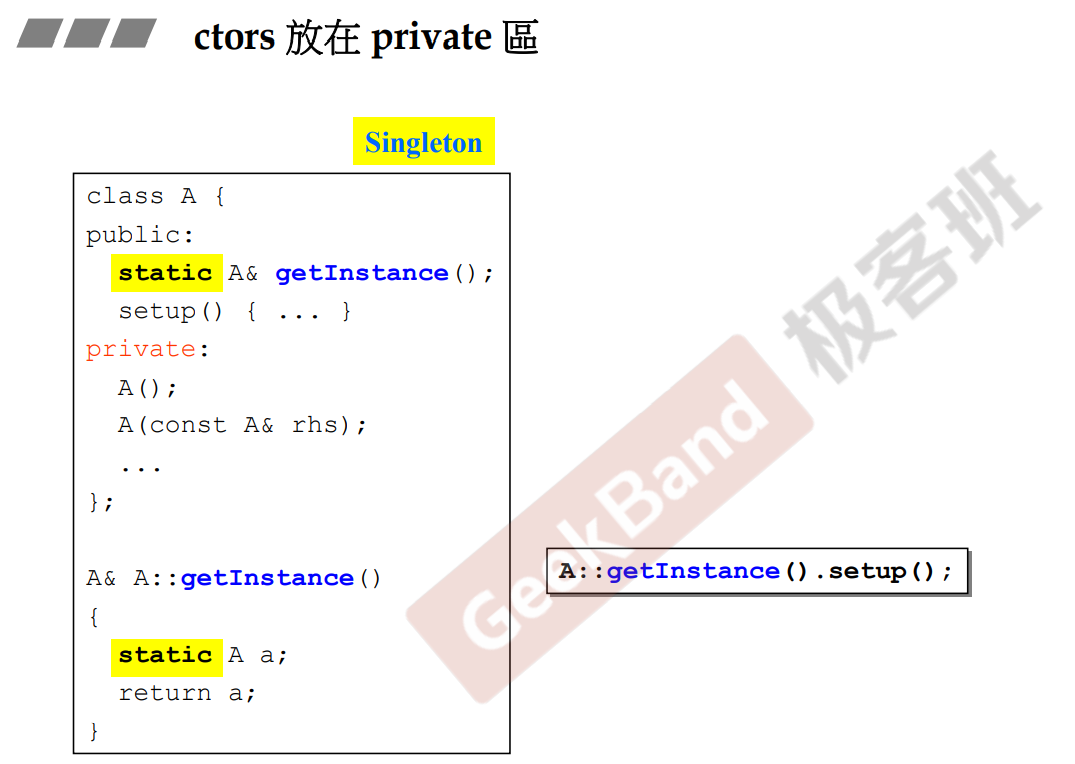 ctors 放在 private 區
Singleton
class A {
public:
static A& getInstance();
setup() { ... }
private:
A();
A(const A& rhs);
...
};
A& A::getInstance()
{
static A a;
return a;
}
A::getInstance().setup();
GeekBand 极客班